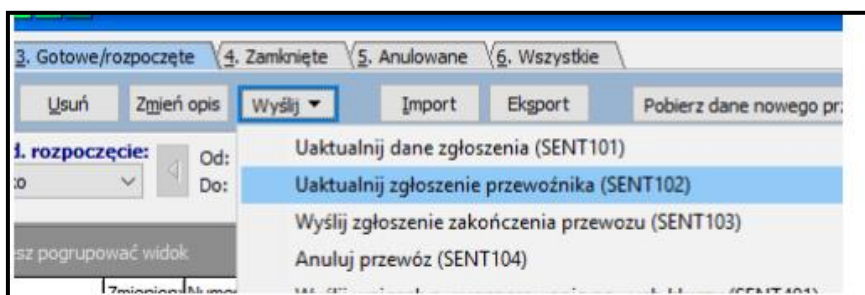 3. Gotowe/rozpoczęte 4. Zamknięte 5. Anulowane 6. Wszystkie
Usuń Zmień opis Wyślij Import Eksport Pobierz dane nowego
d. rozpoczęcie: Od:
Do:
Uaktualnij dane zgłoszenia (SENT101)
Uaktualnij zgłoszenie przewoźnika (SENT102)
Wyślij zgłoszenie zakończenia przewozu (SENT103)
pogrupować widok
Anuluj przewóz (SENT104)